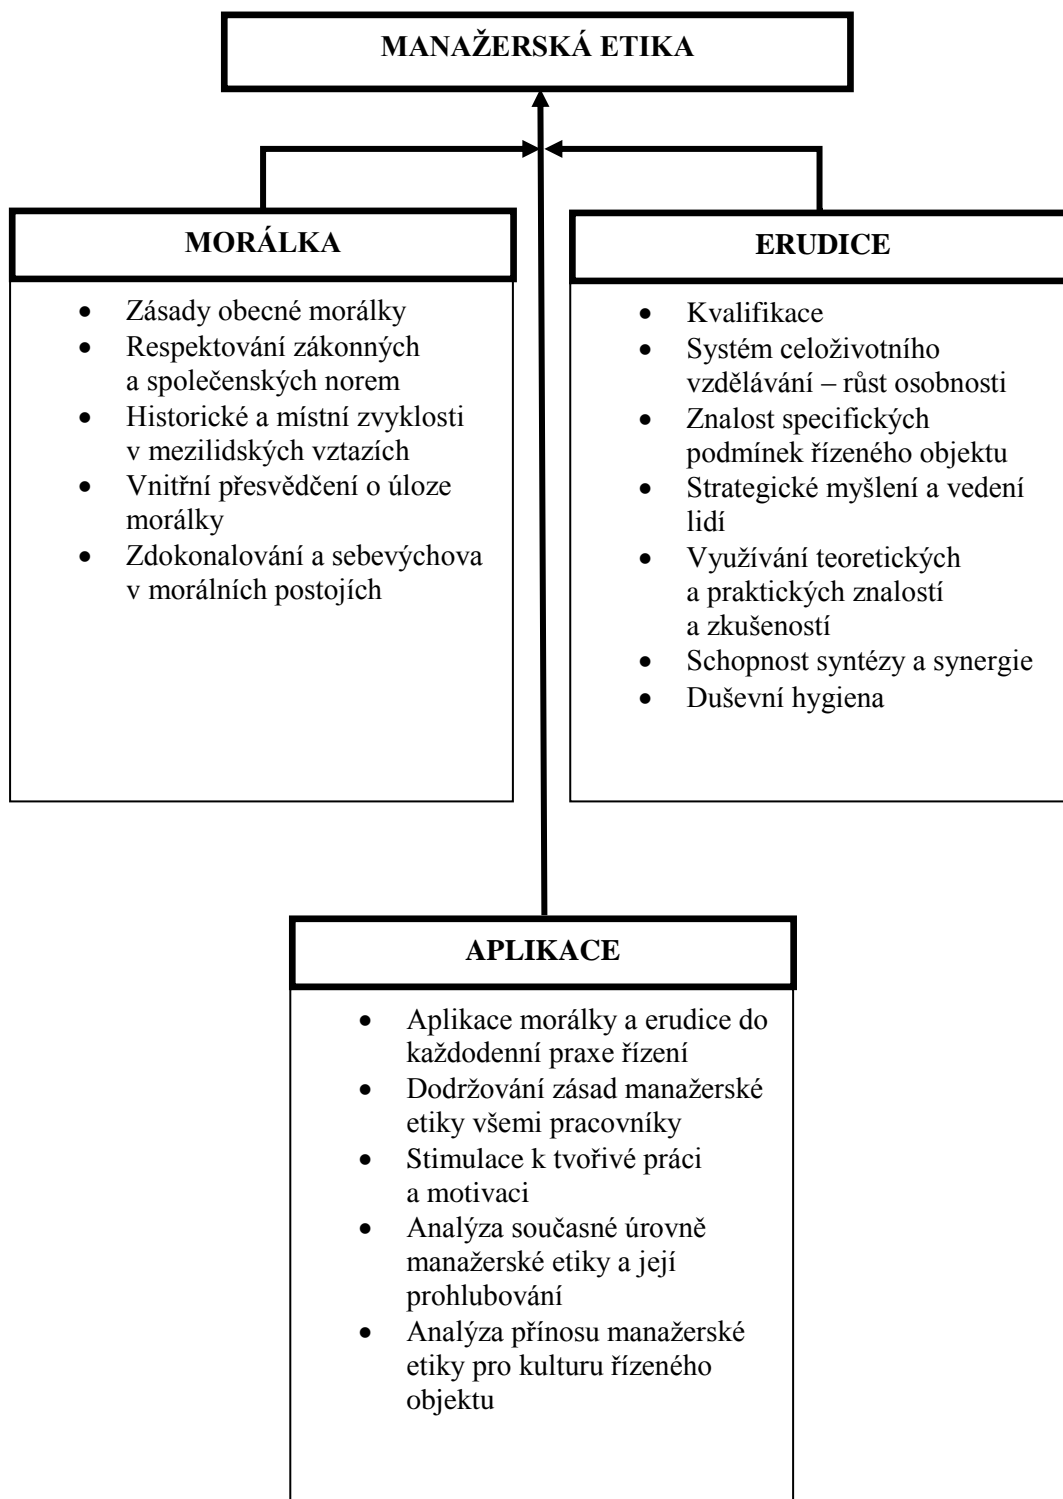 MANAŽERSKÁ ETIKA
MORÁLKA
• Zásady obecné morálky
• Respektování zákonných
a společenských norem
• Historické a místní zvyklosti
v mezilidských vztazích
• Vnitřní přesvědčení o úloze
morálky
• Zdokonalování a sebevýchova
v morálních postojích
ERUDICE
• Kvalifikace
• Systém celoživotního
vzdělávání – růst osobnosti
• Znalost specifických
podmínek řízeného objektu
• Strategické myšlení a vedení
lidí
• Využívání teoretických
a praktických znalostí
a zkušeností
• Schopnost syntézy a synergie
• Duševní hygiena
APLIKACE
• Aplikace morálky a erudice do
každodenní praxe řízení
• Dodržování zásad manažerské
etiky všemi pracovníky
• Stimulace k tvořivé práci
a motivaci
• Analýza současné úrovně
manažerské etiky a její
prohlubování
• Analýza přínosu manažerské
etiky pro kulturu řízeného
objektu